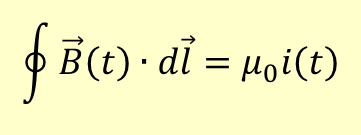 ∮ B⃗(t) · dl⃗ = μ₀i(t)